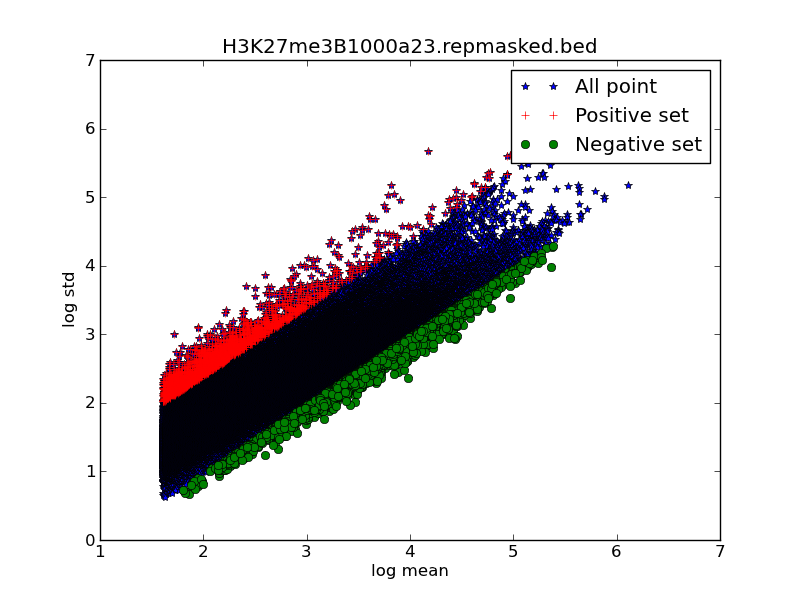 H3K27me3B1000a23.repmasked.bed
7
6
5
4
3
2
1
0
log std
All point
Positive set
Negative set
1 2 3 4 5 6 7
log mean